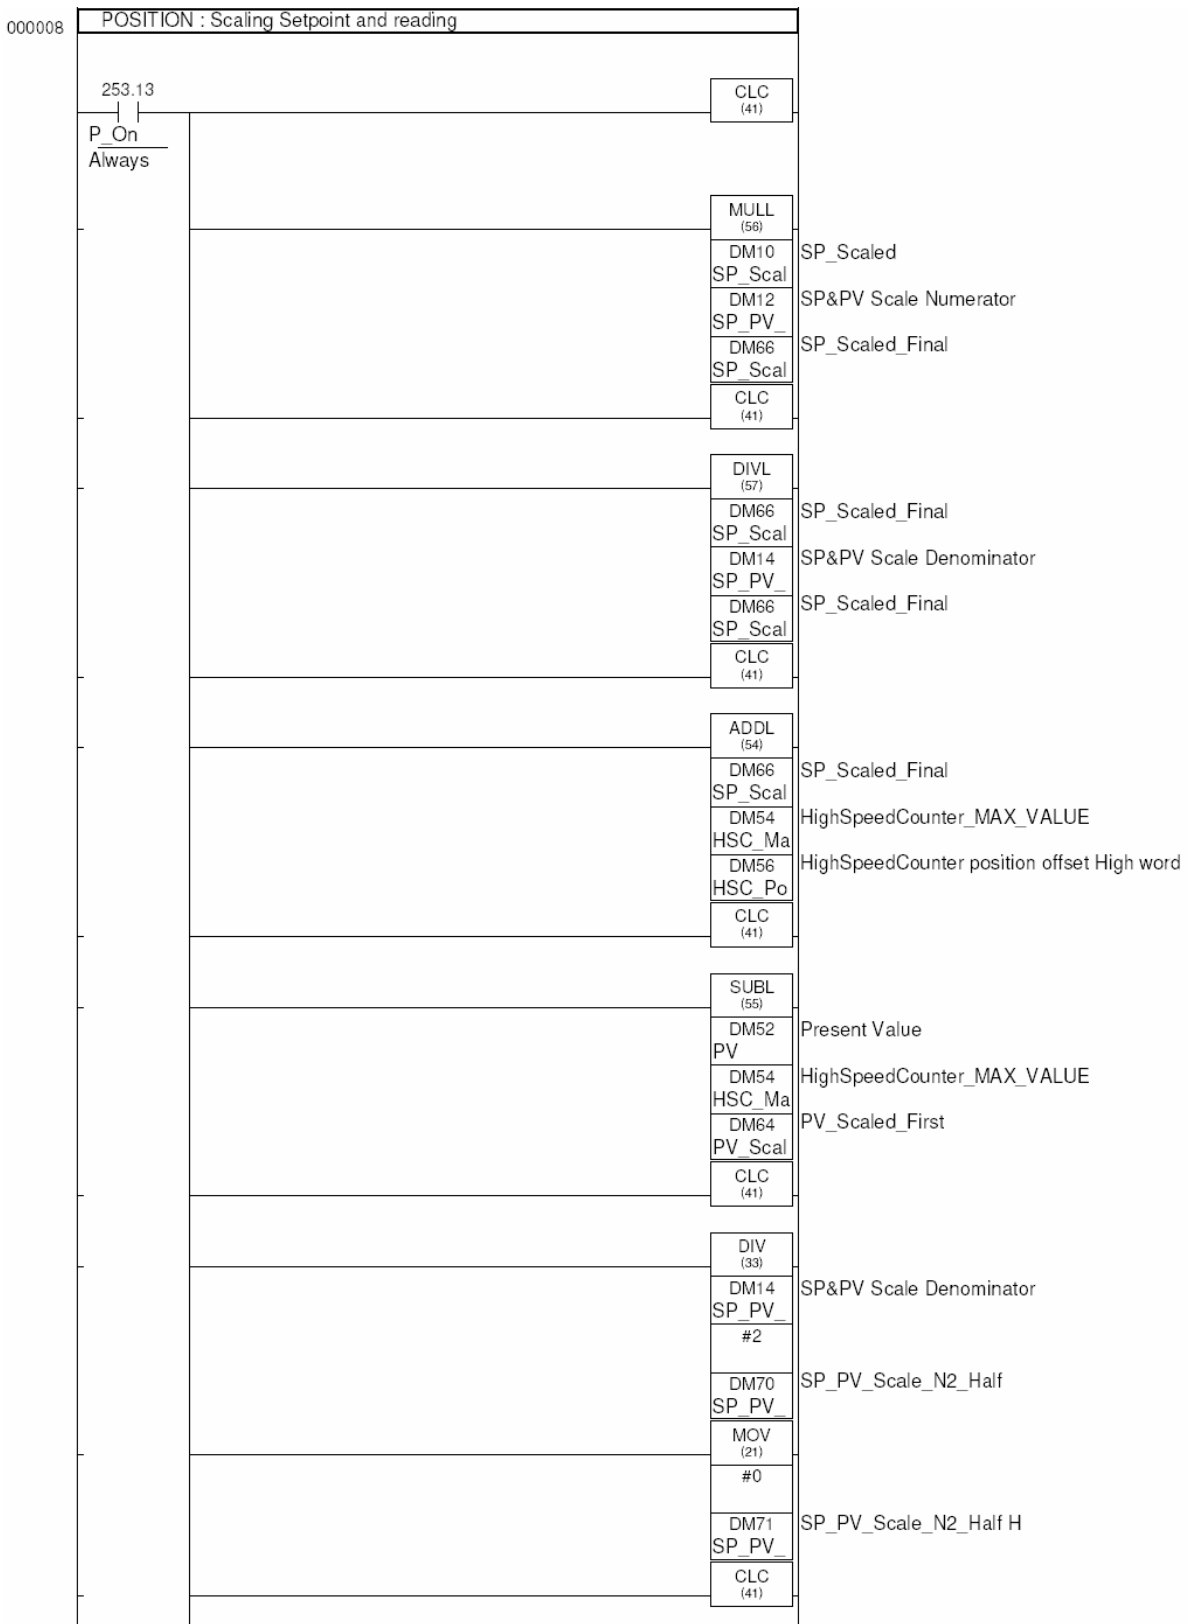 POSITION : Scaling Setpoint and reading
000008
253.13
P_On
Always
CLC
(41)
MULL
(56)
DM10 SP_Scaled
SP_Scal
DM12 SP&PV Scale Numerator
SP_PV_
DM66 SP_Scaled_Final
SP_Scal
CLC
(41)
DIVL
(57)
DM66 SP_Scaled_Final
SP_Scal
DM14 SP&PV Scale Denominator
SP_PV_
DM66 SP_Scaled_Final
SP_Scal
CLC
(41)
ADDL
(54)
DM66 SP_Scaled_Final
SP_Scal
DM54 HighSpeedCounter_MAX_VALUE
HSC_Ma
DM56 HighSpeedCounter position offset High word
HSC_Po
CLC
(41)
SUBL
(55)
DM52 Present Value
PV
DM54 HighSpeedCounter_MAX_VALUE
HSC_Ma
DM64 PV_Scaled_First
PV_Scal
CLC
(41)
DIV
(33)
DM14 SP&PV Scale Denominator
SP_PV_
#2
DM70 SP_PV_Scale_N2_Half
SP_PV_
MOV
(21)
#0
DM71 SP_PV_Scale_N2_Half H
SP_PV_
CLC
(41)